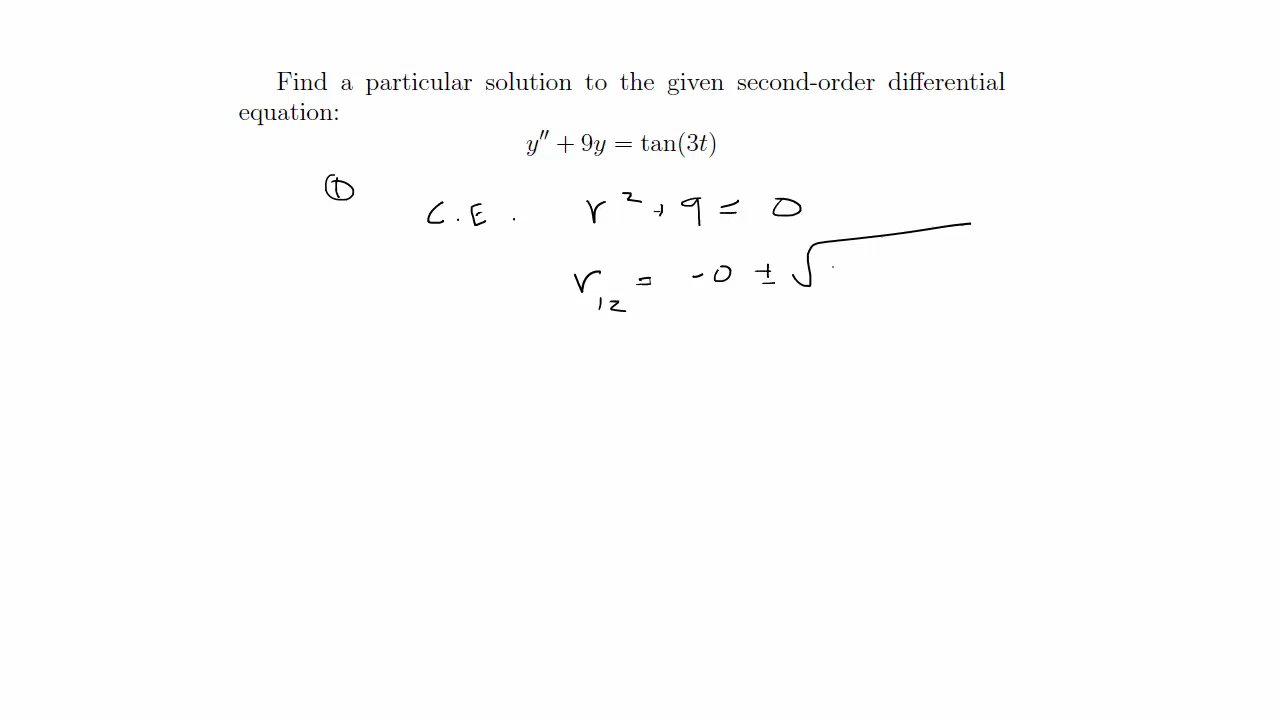 Find a particular solution to the given second-order differential
equation:
y″ + 9y = tan(3t)
①
C.E. r² + 9 = 0
r₁₂ = -0 ± √